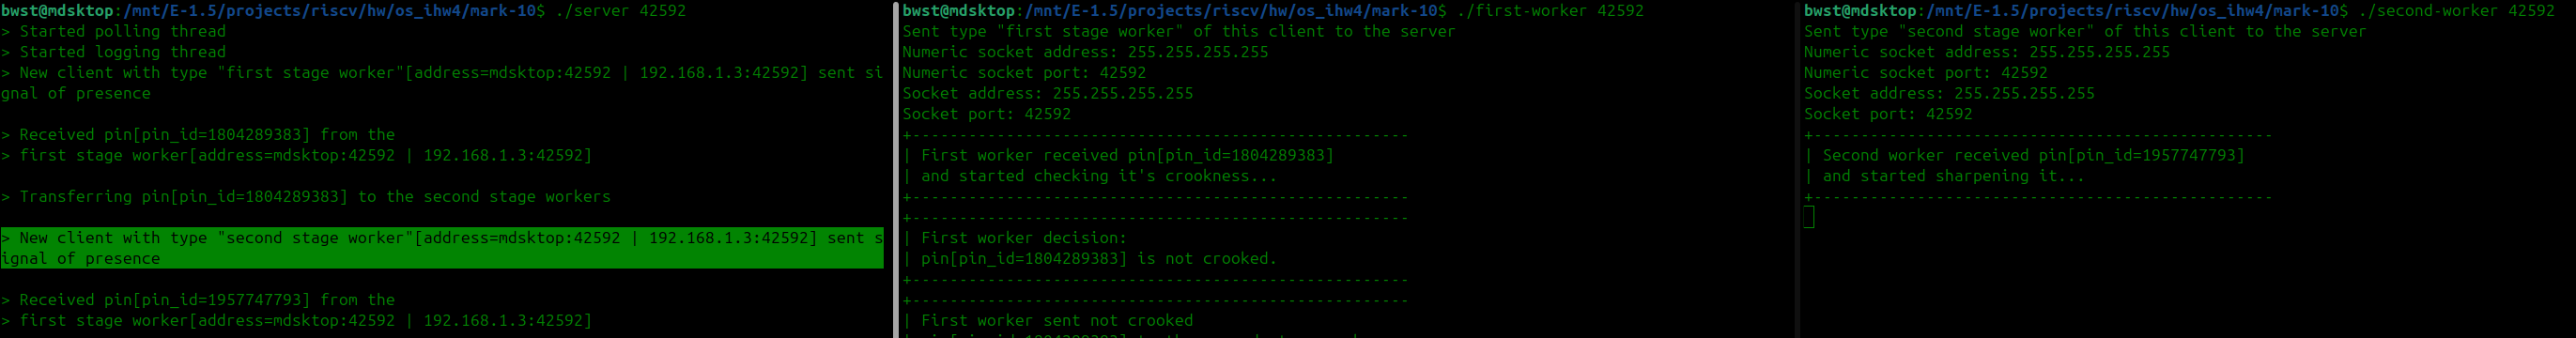 bwst@mdsktop:/mnt/E-1.5/projects/riscv/hw/os_ihw4/mark-10$ ./server 42592
> Started polling thread
> Started logging thread
> New client with type "first stage worker"[address=mdsktop:42592 | 192.168.1.3:42592] sent si
gnal of presence
> Received pin[pin_id=1804289383] from the
> first stage worker[address=mdsktop:42592 | 192.168.1.3:42592]
> Transferring pin[pin_id=1804289383] to the second stage workers
> New client with type "second stage worker"[address=mdsktop:42592 | 192.168.1.3:42592] sent s
ignal of presence
> Received pin[pin_id=1957747793] from the
> first stage worker[address=mdsktop:42592 | 192.168.1.3:42592]
bwst@mdsktop:/mnt/E-1.5/projects/riscv/hw/os_ihw4/mark-10$ ./first-worker 42592
Sent type "first stage worker" of this client to the server
Numeric socket address: 255.255.255.255
Numeric socket port: 42592
Socket address: 255.255.255.255
Socket port: 42592
+-----------------------------------------------------
| First worker received pin[pin_id=1804289383]
| and started checking it's crookness...
+-----------------------------------------------------
+-----------------------------------------------------
| First worker decision:
| pin[pin_id=1804289383] is not crooked.
+-----------------------------------------------------
+-----------------------------------------------------
| First worker sent not crooked
bwst@mdsktop:/mnt/E-1.5/projects/riscv/hw/os_ihw4/mark-10$ ./second-worker 42592
Sent type "second stage worker" of this client to the server
Numeric socket address: 255.255.255.255
Numeric socket port: 42592
Socket address: 255.255.255.255
Socket port: 42592
+-------------------------------------------------
| Second worker received pin[pin_id=1957747793]
| and started sharpening it...
+-------------------------------------------------